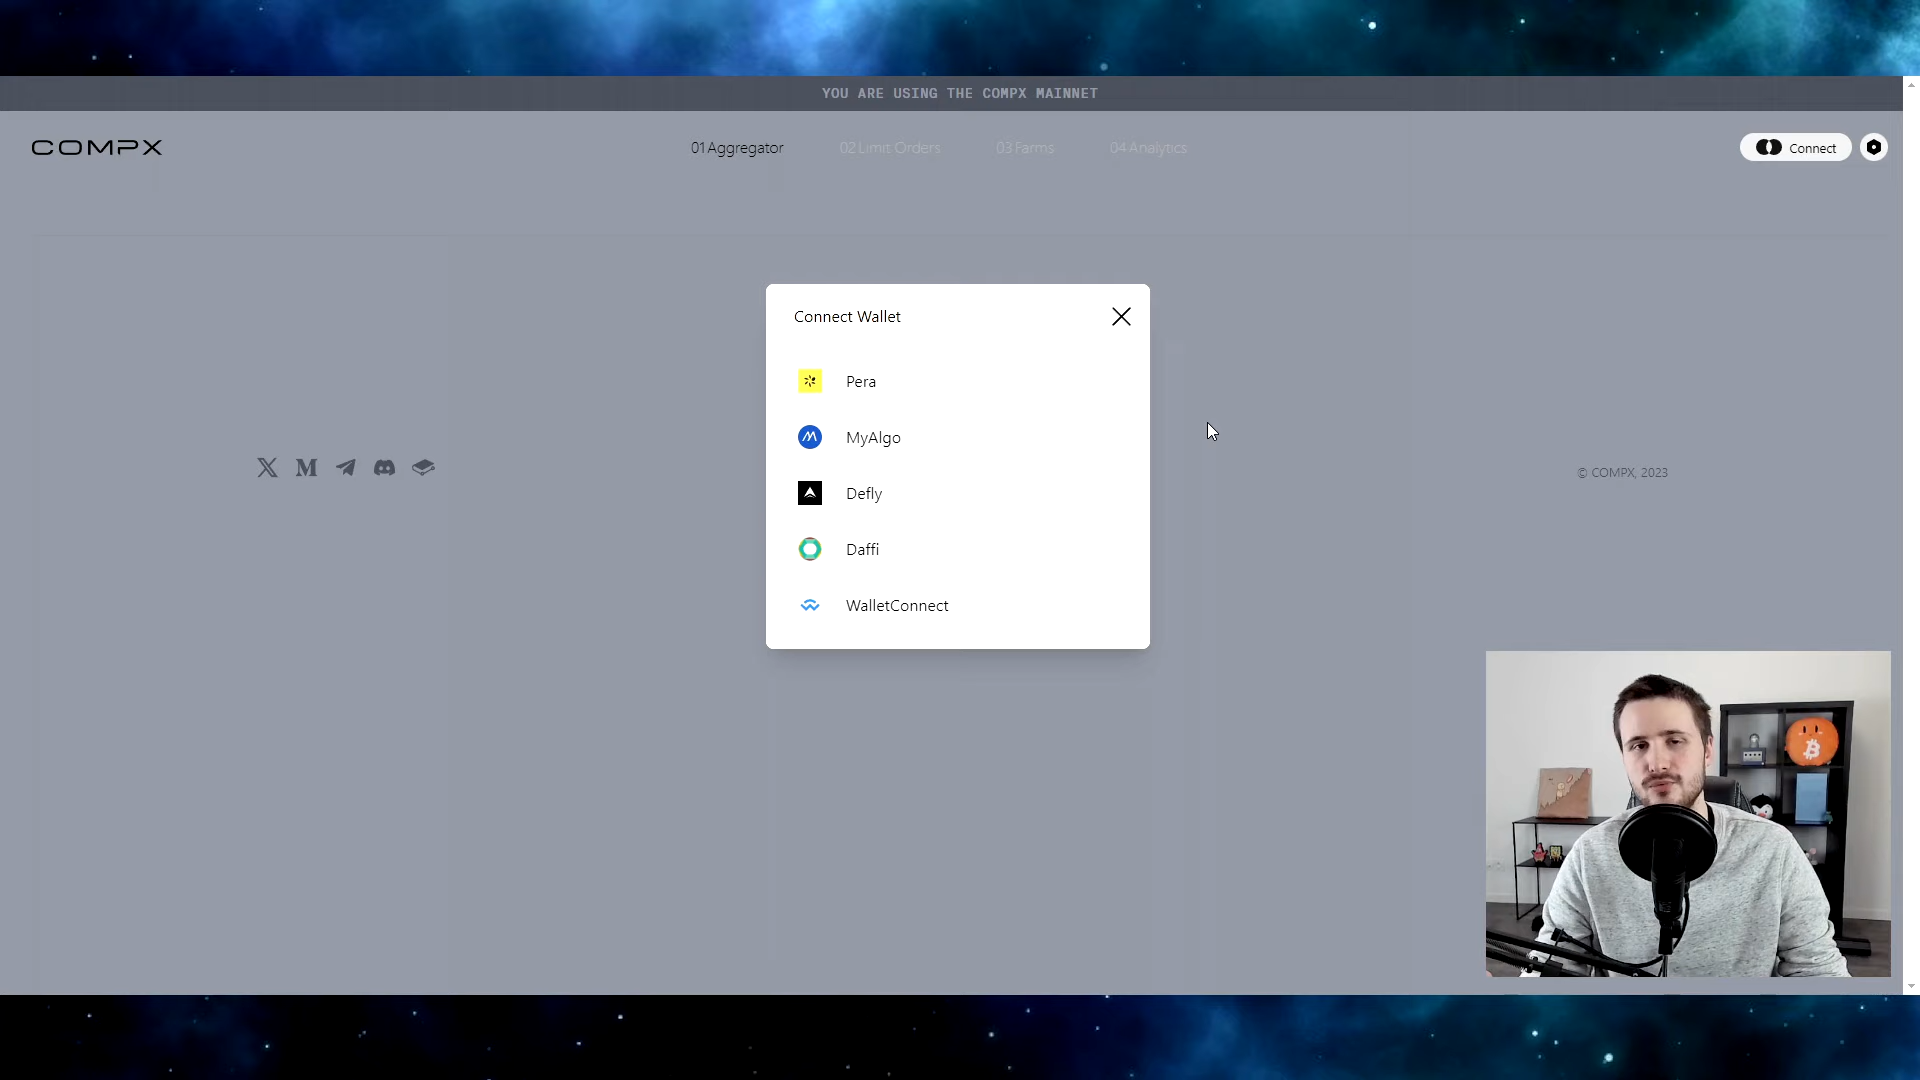 YOU ARE USING THE COMPX MAINNET
COMPX
01 Aggregator
02 Limit Orders
03 Farms
04 Analytics
Connect
Connect Wallet
Pera
MyAlgo
Defly
Daffi
WalletConnect
© COMPX, 2023